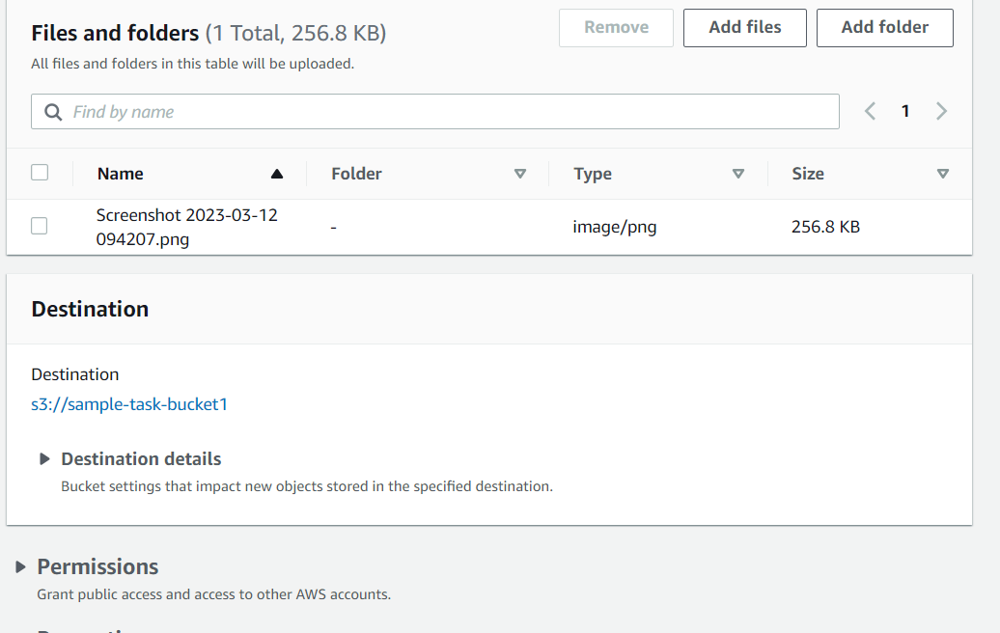 Files and folders (1 Total, 256.8 KB)
Remove
Add files
Add folder
All files and folders in this table will be uploaded.
Find by name
1
Name
Folder
Type
Size
Screenshot 2023-03-12
094207.png
-
image/png
256.8 KB
Destination
Destination
s3://sample-task-bucket1
Destination details
Bucket settings that impact new objects stored in the specified destination.
Permissions
Grant public access and access to other AWS accounts.